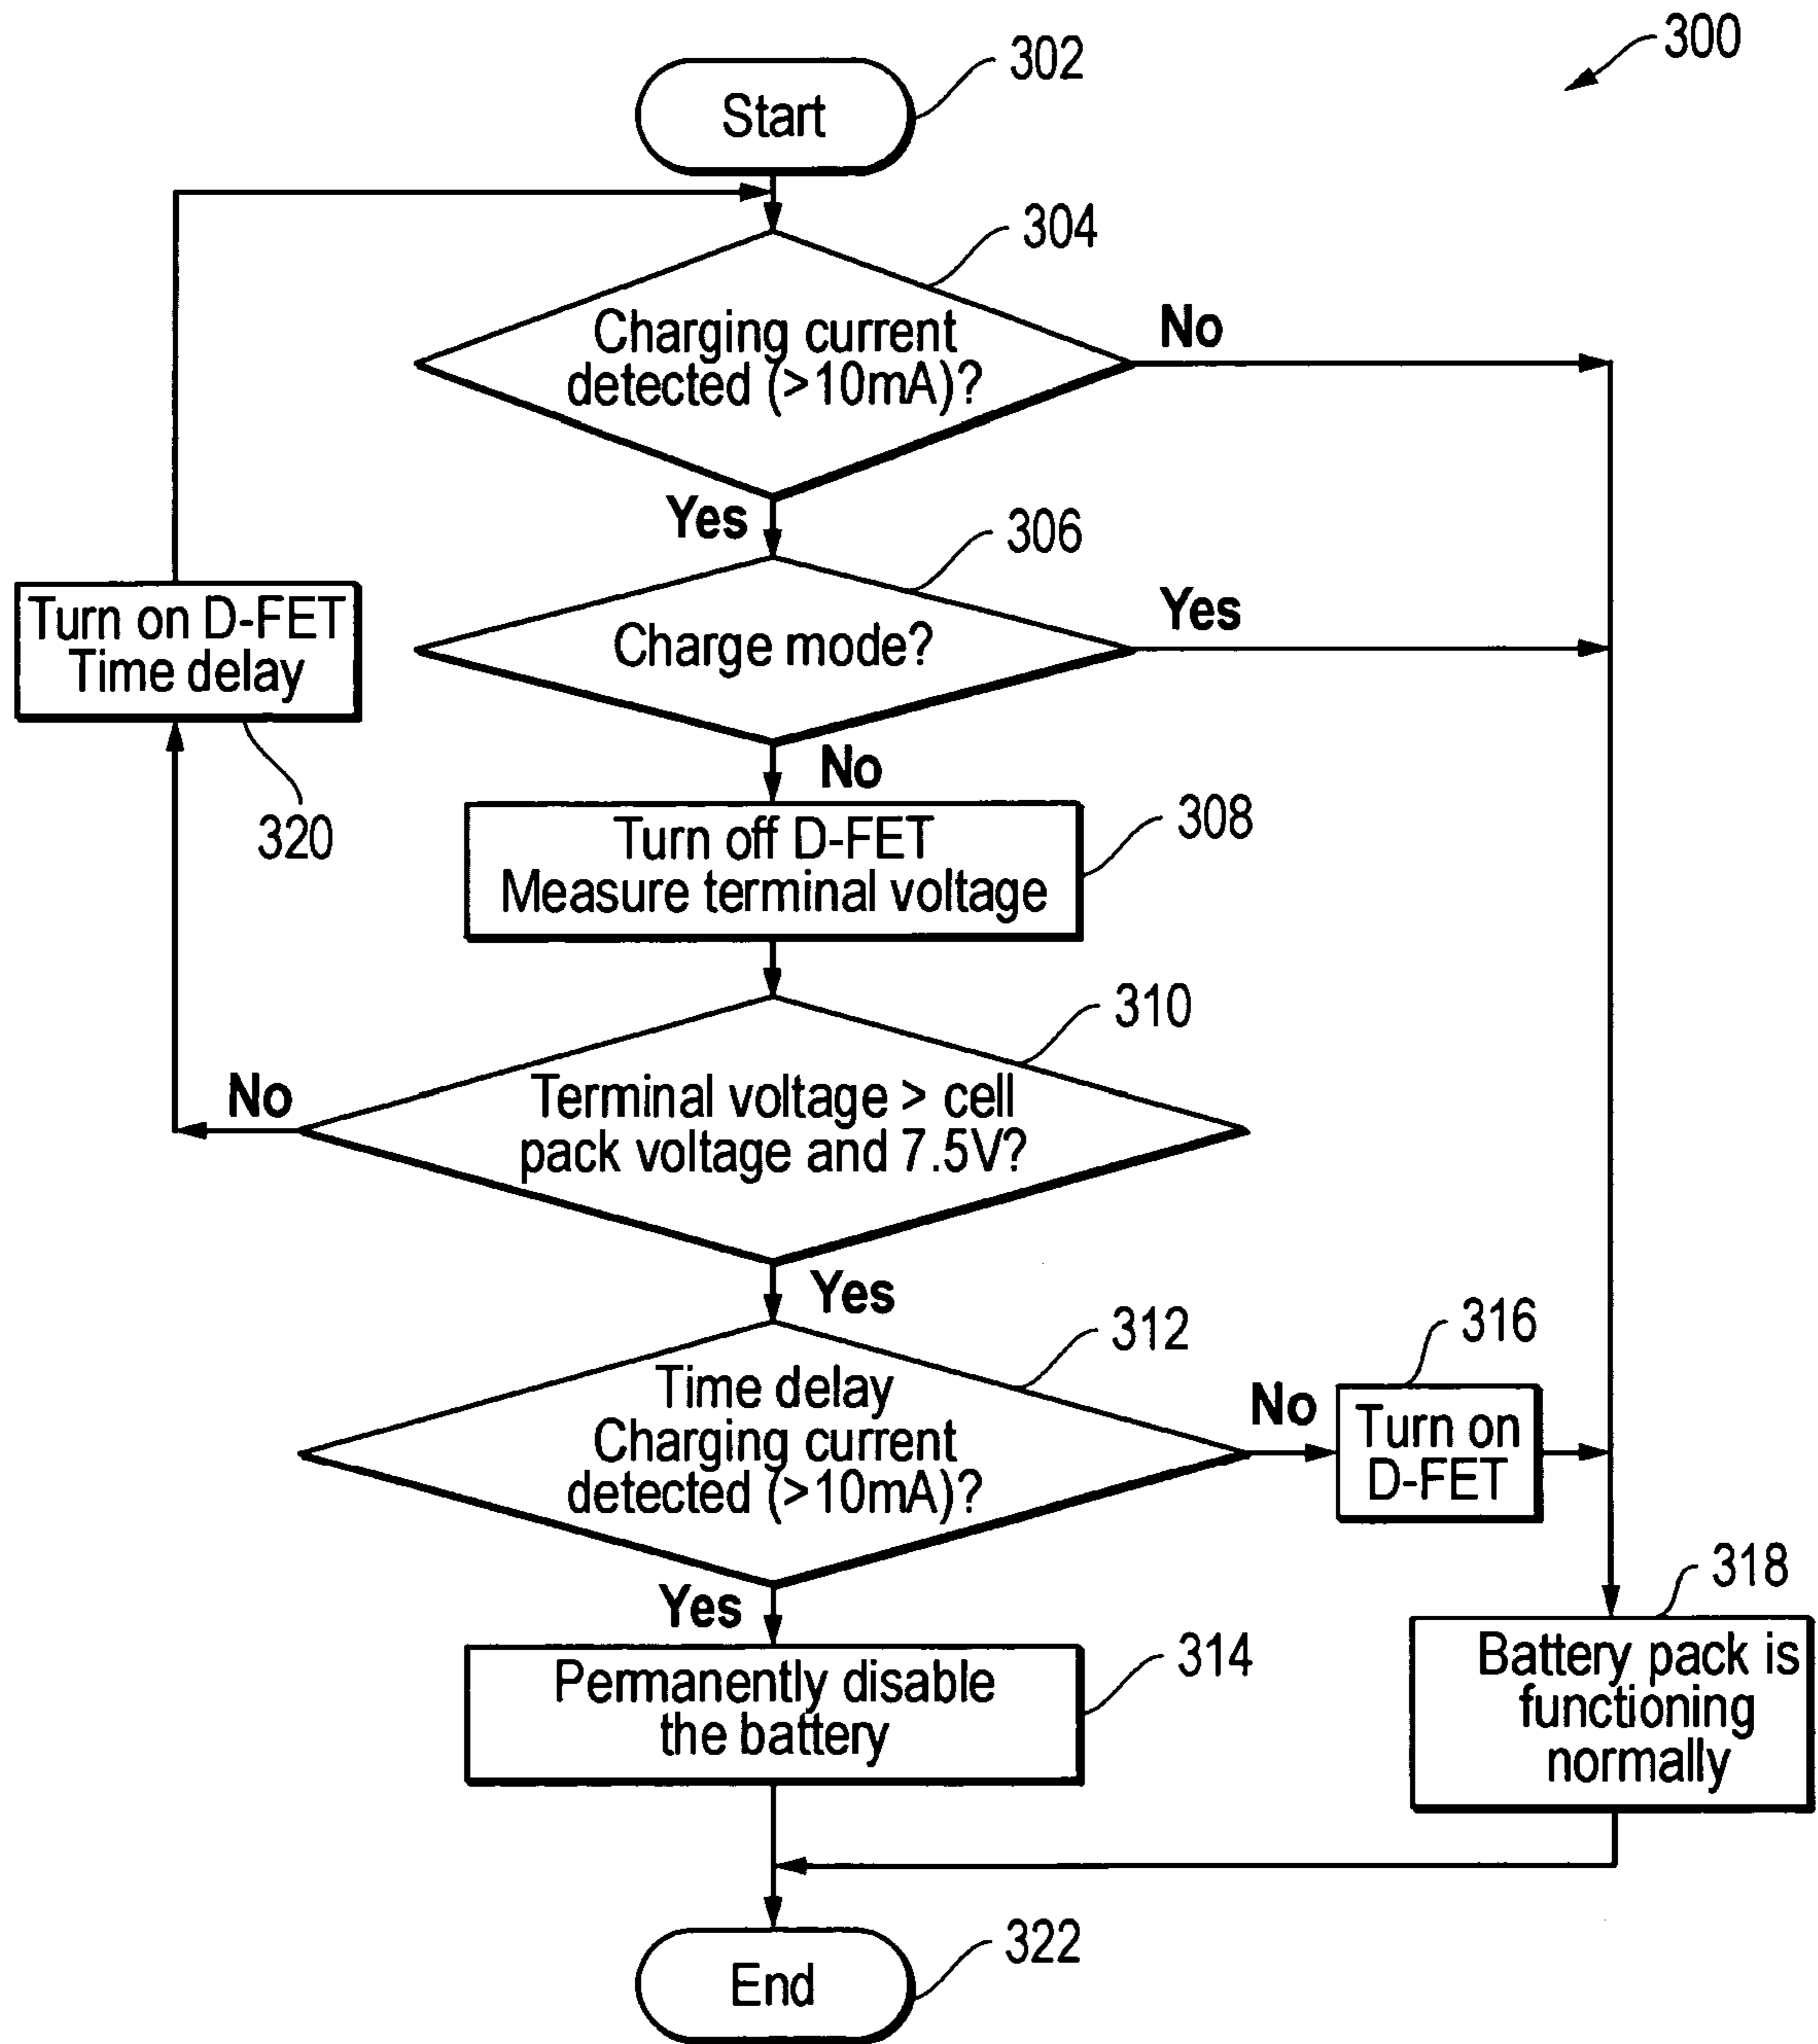 300
302
Start
304
Charging current
detected (>10mA)?
No
Yes
306
Charge mode?
Yes
Turn on D-FET
Time delay
320
No
308
Turn off D-FET
Measure terminal voltage
310
Terminal voltage > cell
pack voltage and 7.5V?
No
Yes
312
Time delay
Charging current
detected (>10mA)?
No
316
Turn on
D-FET
Yes
314
Permanently disable
the battery
318
Battery pack is
functioning
normally
322
End